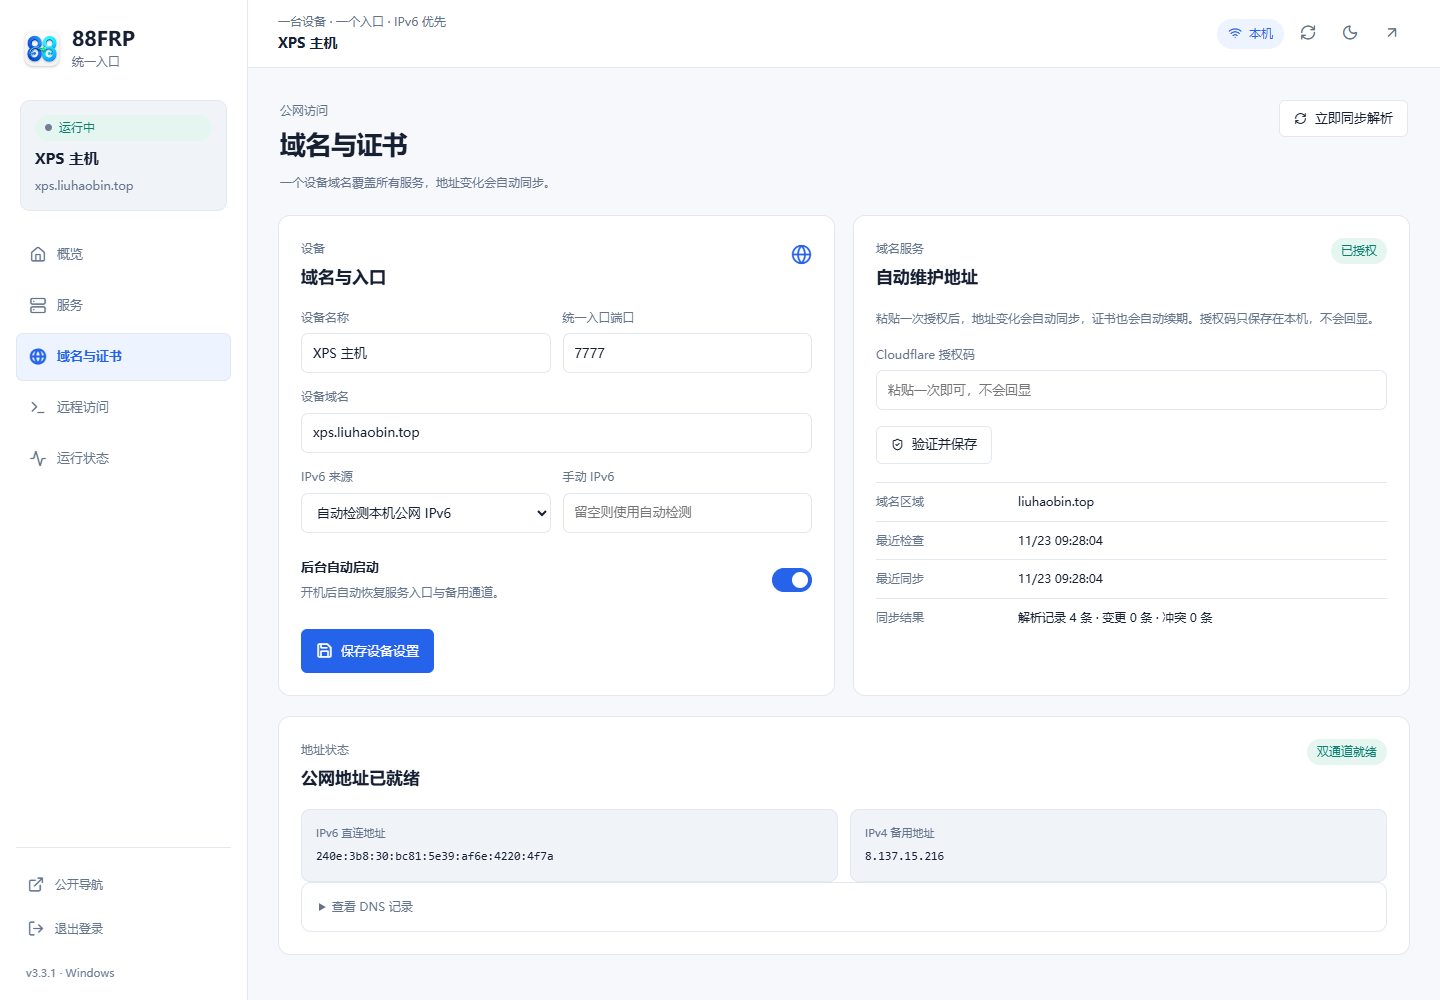 88FRP
统一入口
运行中
XPS 主机
xps.liuhaobin.top
概览
服务
域名与证书
远程访问
运行状态
公开导航
退出登录
v3.3.1 · Windows
一台设备 · 一个入口 · IPv6 优先
XPS 主机
本机
公网访问
域名与证书
一个设备域名覆盖所有服务，地址变化会自动同步。
立即同步解析
设备
域名与入口
设备名称
统一入口端口
XPS 主机
7777
设备域名
xps.liuhaobin.top
IPv6 来源
手动 IPv6
自动检测本机公网 IPv6
留空则使用自动检测
后台自动启动
开机后自动恢复服务入口与备用通道。
保存设备设置
域名服务
已授权
自动维护地址
粘贴一次授权后，地址变化会自动同步，证书也会自动续期。授权码只保存在本机，不会回显。
Cloudflare 授权码
粘贴一次即可，不会回显
验证并保存
域名区域 liuhaobin.top
最近检查 11/23 09:28:04
最近同步 11/23 09:28:04
同步结果 解析记录 4 条 · 变更 0 条 · 冲突 0 条
地址状态
双通道就绪
公网地址已就绪
IPv6 直连地址
240e:3b8:30:bc81:5e39:af6e:4220:4f7a
IPv4 备用地址
8.137.15.216
查看 DNS 记录